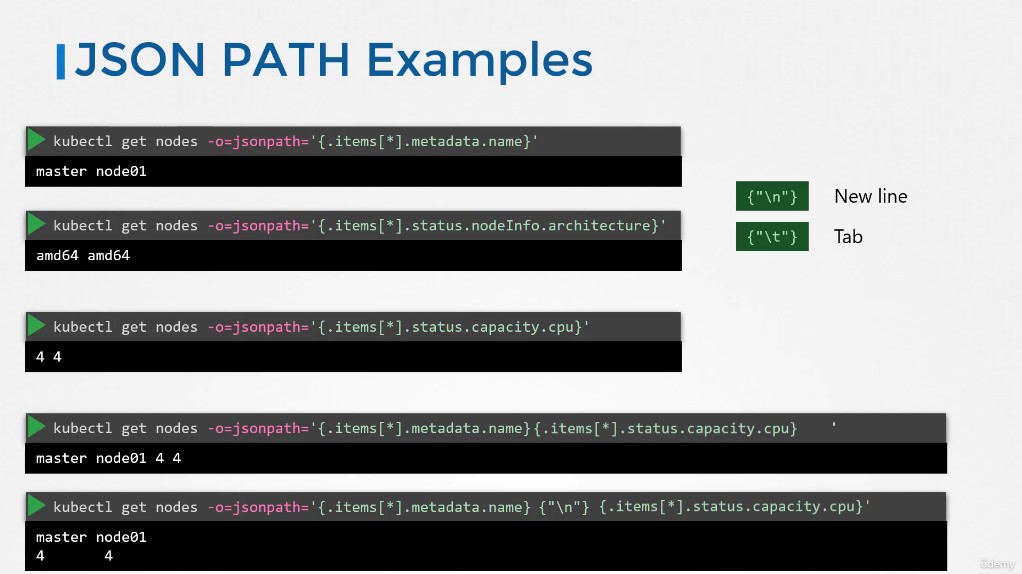 JSON PATH Examples
kubectl get nodes -o=jsonpath='{.items[*].metadata.name}'
master node01
kubectl get nodes -o=jsonpath='{.items[*].status.nodeInfo.architecture}'
amd64 amd64
{"\n"} New line
{"\t"} Tab
kubectl get nodes -o=jsonpath='{.items[*].status.capacity.cpu}'
4 4
kubectl get nodes -o=jsonpath='{.items[*].metadata.name}{.items[*].status.capacity.cpu} '
master node01 4 4
kubectl get nodes -o=jsonpath='{.items[*].metadata.name} {"\n"} {.items[*].status.capacity.cpu}'
master node01
4 4
ûdemy